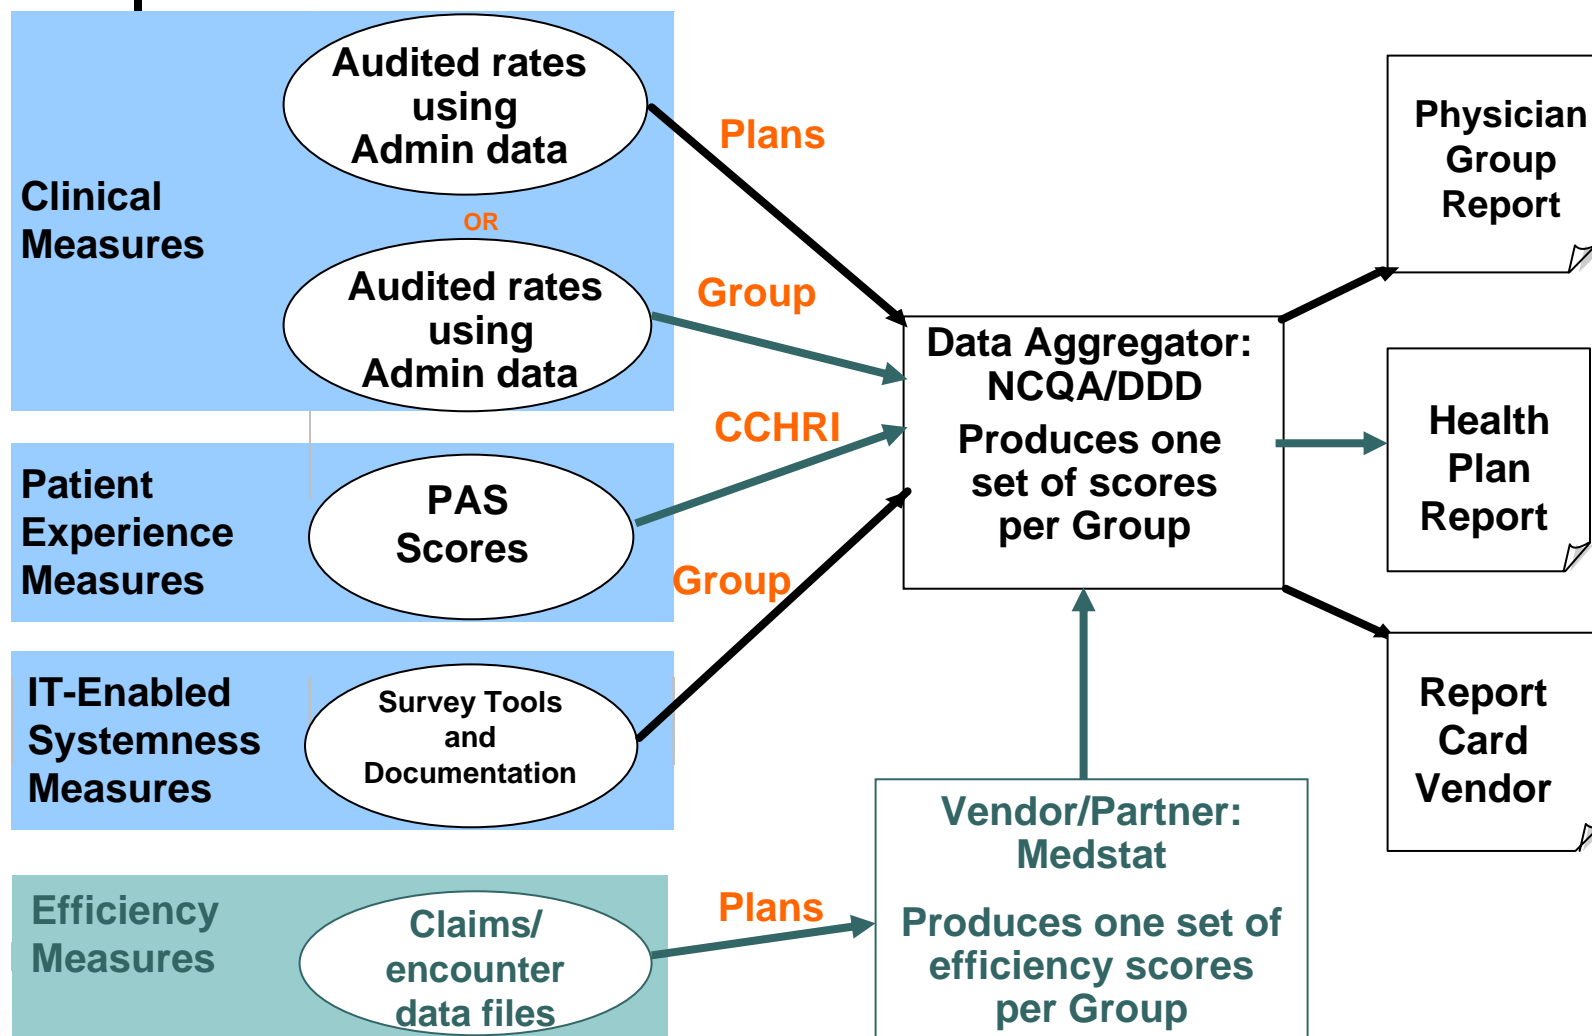 Clinical
Measures
Audited rates
using
Admin data
OR
Audited rates
using
Admin data
Plans
Group
Patient
Experience
Measures
PAS
Scores
CCHRI
IT-Enabled
Systemness
Measures
Survey Tools
and
Documentation
Group
Efficiency
Measures
Claims/
encounter
data files
Plans
Data Aggregator:
NCQA/DDD
Produces one
set of scores
per Group
Vendor/Partner:
Medstat
Produces one set of
efficiency scores
per Group
Physician
Group
Report
Health
Plan
Report
Report
Card
Vendor